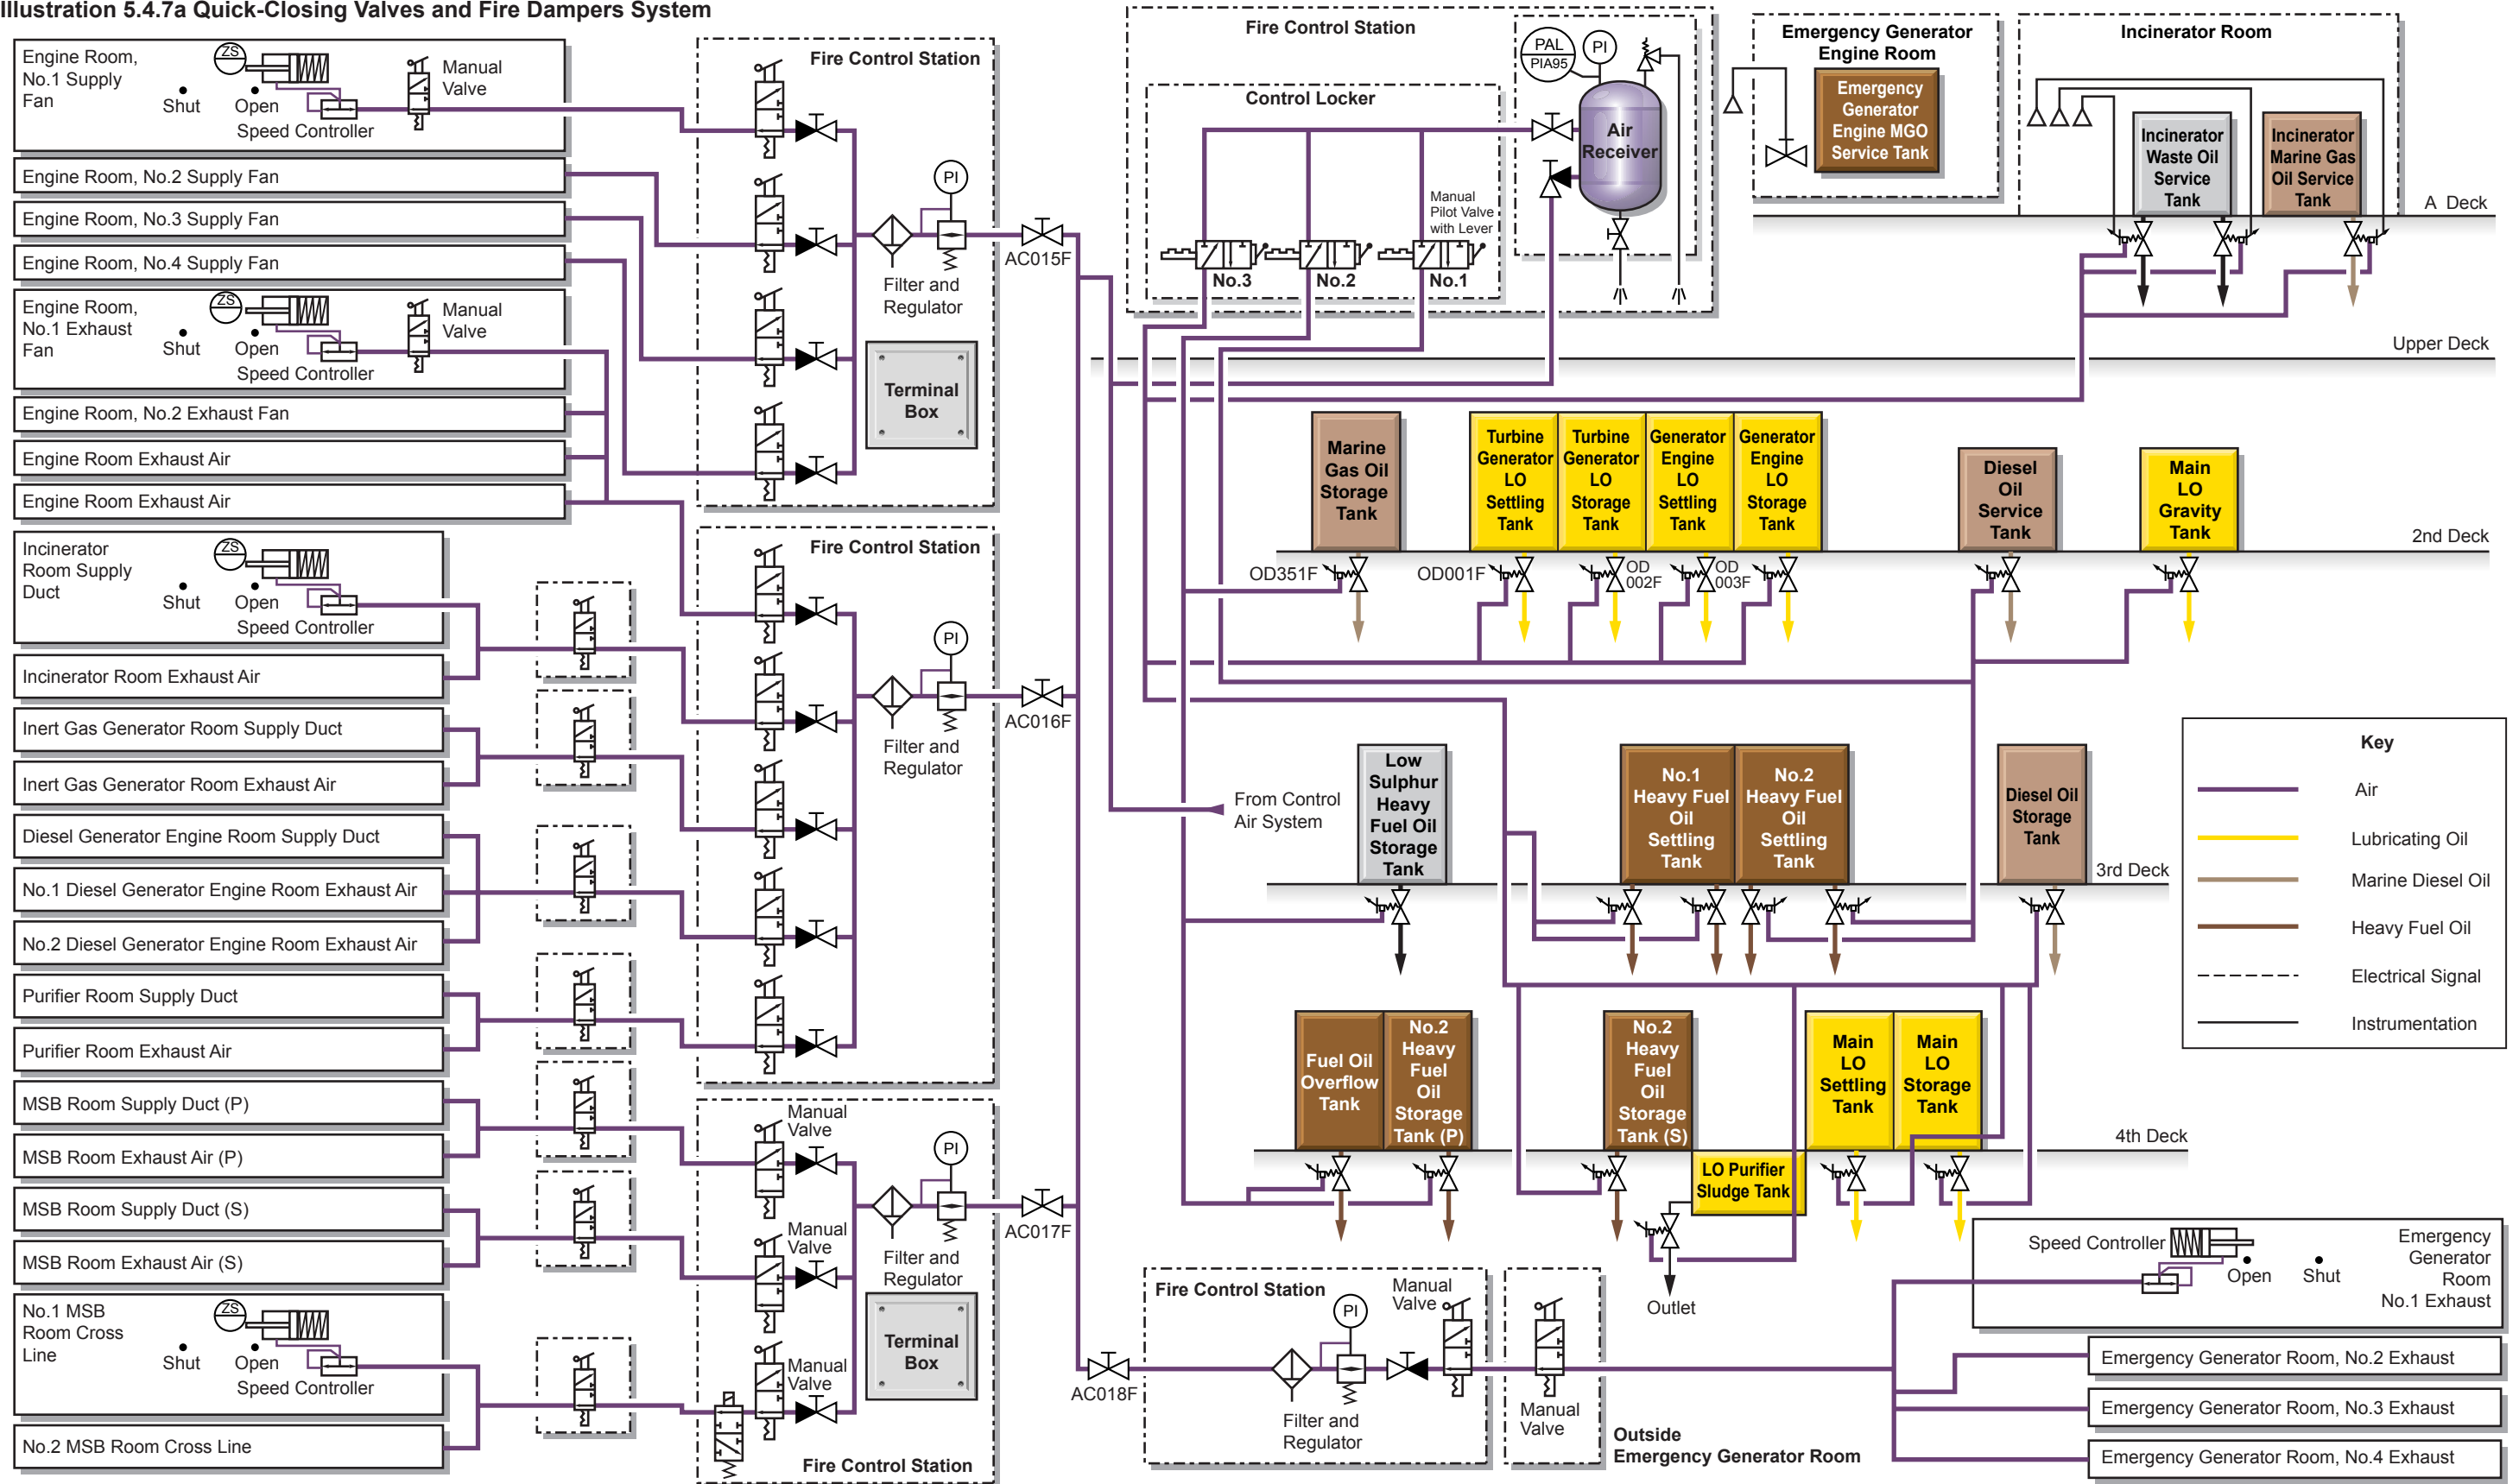 Illustration 5.4.7a Quick-Closing Valves and Fire Dampers System
Engine Room,
No.1 Supply
Fan
ZS
Shut
Open
Speed Controller
Manual
Valve
Engine Room, No.2 Supply Fan
Engine Room, No.3 Supply Fan
Engine Room, No.4 Supply Fan
Engine Room,
No.1 Exhaust
Fan
ZS
Shut
Open
Speed Controller
Manual
Valve
Engine Room, No.2 Exhaust Fan
Engine Room Exhaust Air
Engine Room Exhaust Air
Incinerator
Room Supply
Duct
ZS
Shut
Open
Speed Controller
Incinerator Room Exhaust Air
Inert Gas Generator Room Supply Duct
Inert Gas Generator Room Exhaust Air
Diesel Generator Engine Room Supply Duct
No.1 Diesel Generator Engine Room Exhaust Air
No.2 Diesel Generator Engine Room Exhaust Air
Purifier Room Supply Duct
Purifier Room Exhaust Air
MSB Room Supply Duct (P)
MSB Room Exhaust Air (P)
MSB Room Supply Duct (S)
MSB Room Exhaust Air (S)
No.1 MSB
Room Cross
Line
ZS
Shut
Open
Speed Controller
No.2 MSB Room Cross Line
Fire Control Station
PI
Filter and
Regulator
Terminal
Box
AC015F
Fire Control Station
PI
Filter and
Regulator
AC016F
Manual
Valve
Manual
Valve
Manual
Valve
PI
Filter and
Regulator
Terminal
Box
Fire Control Station
AC017F
AC018F
Fire Control Station
Control Locker
Manual
Pilot Valve
with Lever
No.3
No.2
No.1
PAL
PIA95
PI
Air
Receiver
Emergency Generator
Engine Room
Emergency
Generator
Engine MGO
Service Tank
Incinerator Room
Incinerator
Waste Oil
Service
Tank
Incinerator
Marine Gas
Oil Service
Tank
A Deck
Upper Deck
Marine
Gas Oil
Storage
Tank
Turbine
Generator
LO
Settling
Tank
Turbine
Generator
LO
Storage
Tank
Generator
Engine
LO
Settling
Tank
Generator
Engine
LO
Storage
Tank
Diesel
Oil
Service
Tank
Main
LO
Gravity
Tank
2nd Deck
OD351F
OD001F
OD
002F
OD
003F
From Control
Air System
Low
Sulphur
Heavy
Fuel Oil
Storage
Tank
No.1
Heavy Fuel
Oil
Settling
Tank
No.2
Heavy Fuel
Oil
Settling
Tank
Diesel Oil
Storage
Tank
3rd Deck
Key
Air
Lubricating Oil
Marine Diesel Oil
Heavy Fuel Oil
Electrical Signal
Instrumentation
Fuel Oil
Overflow
Tank
No.2
Heavy
Fuel
Oil
Storage
Tank (P)
No.2
Heavy
Fuel
Oil
Storage
Tank (S)
LO Purifier
Sludge Tank
Main
LO
Settling
Tank
Main
LO
Storage
Tank
4th Deck
Outlet
Fire Control Station
PI
Manual
Valve
Filter and
Regulator
Manual
Valve
Outside
Emergency Generator Room
Speed Controller
Open
Shut
Emergency
Generator
Room
No.1 Exhaust
Emergency Generator Room, No.2 Exhaust
Emergency Generator Room, No.3 Exhaust
Emergency Generator Room, No.4 Exhaust